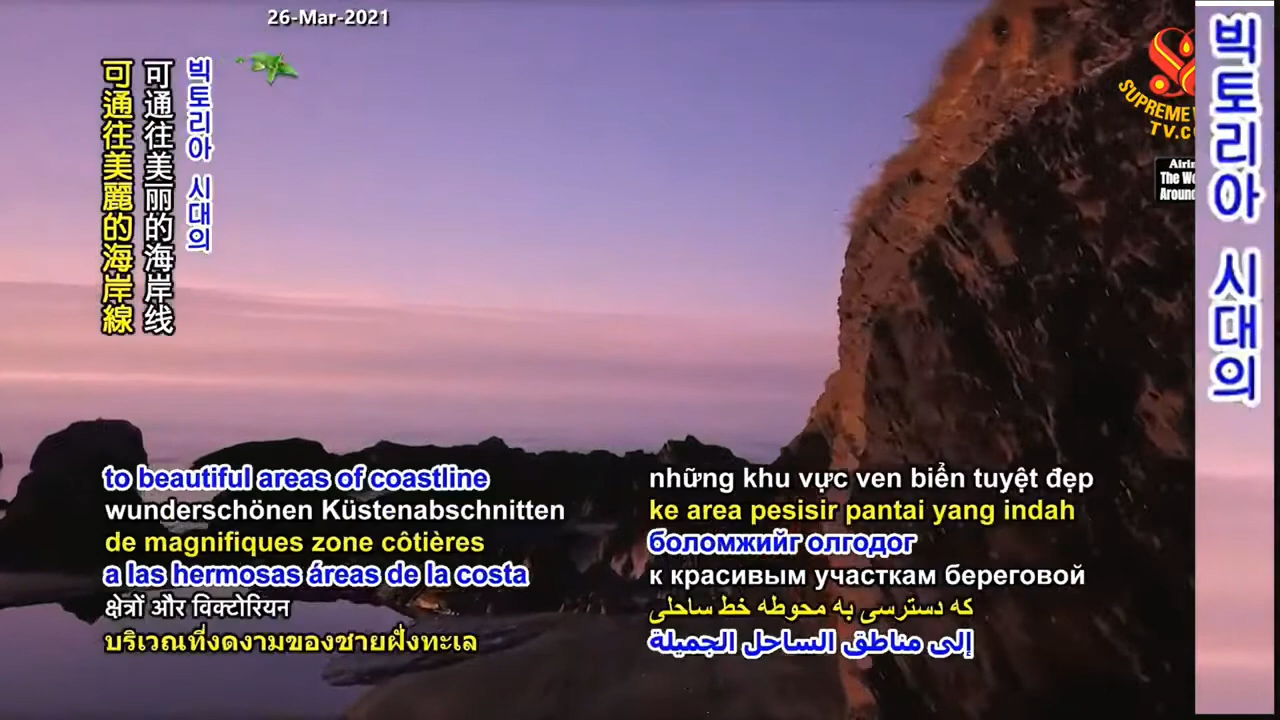 26-Mar-2021
빅토리아 시대의
可通往美丽的海岸线
可通往美麗的海岸線
SUPREME
TV.
The
Around
to beautiful areas of coastline
wunderschönen Küstenabschnitten
de magnifiques zone côtières
a las hermosas áreas de la costa
क्षेत्रों और विक्टोरियन
บริเวณที่งดงามของชายฝั่งทะเล
những khu vực ven biển tuyệt đẹp
ke area pesisir pantai yang indah
боломжийг олгодог
к красивым участкам береговой
که دسترسی به محوطه خط ساحلی
إلى مناطق الساحل الجميلة
빅토리아 시대의